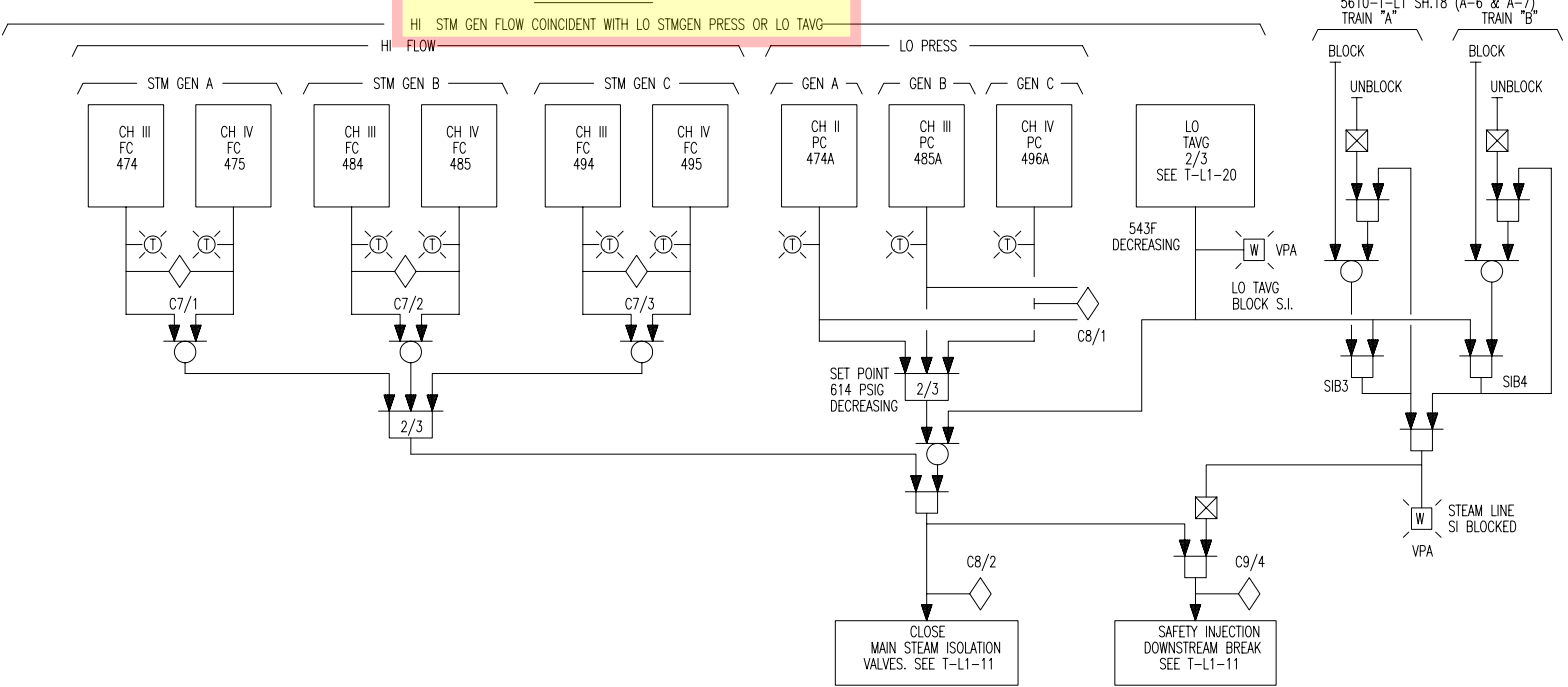 5610-T-L1 SH.18 (A-6 & A-7)
TRAIN "A"
TRAIN "B"
HI STM GEN FLOW COINCIDENT WITH LO STMGEN PRESS OR LO TAVG
HI FLOW
LO PRESS
BLOCK
BLOCK
STM GEN A
STM GEN B
STM GEN C
GEN A
GEN B
GEN C
UNBLOCK
UNBLOCK
CH III
FC
474
CH IV
FC
475
CH III
FC
484
CH IV
FC
485
CH III
FC
494
CH IV
FC
495
CH II
PC
474A
CH III
PC
485A
CH IV
PC
496A
LO
TAVG
2/3
SEE T-L1-20
T
T
T
T
T
T
T
T
T
543F
DECREASING
W
VPA
LO TAVG
BLOCK S.I.
C7/1
C7/2
C7/3
C8/1
SET POINT
614 PSIG
DECREASING
2/3
SIB3
SIB4
2/3
W
STEAM LINE
SI BLOCKED
VPA
C8/2
C9/4
CLOSE
MAIN STEAM ISOLATION
VALVES. SEE T-L1-11
SAFETY INJECTION
DOWNSTREAM BREAK
SEE T-L1-11